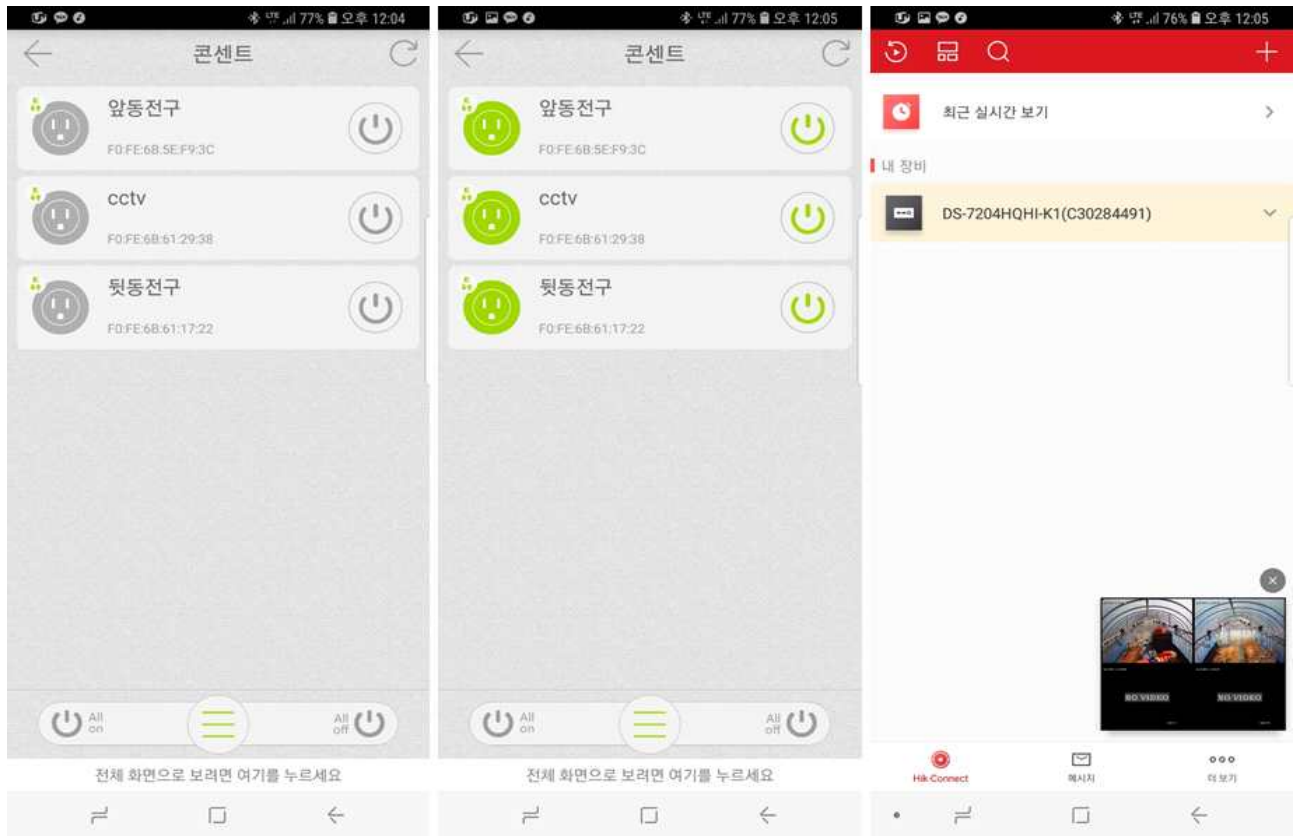 LTE 77% 오후 12:04
콘센트
앞동전구
F0:FE:6B:5E:F9:3C
cctv
F0:FE:6B:61:29:38
뒷동전구
F0:FE:6B:61:17:22
All on
All off
전체 화면으로 보려면 여기를 누르세요
LTE 77% 오후 12:05
콘센트
앞동전구
F0:FE:6B:5E:F9:3C
cctv
F0:FE:6B:61:29:38
뒷동전구
F0:FE:6B:61:17:22
All on
All off
전체 화면으로 보려면 여기를 누르세요
LTE 76% 오후 12:05
최근 실시간 보기
내 장비
DS-7204HQHI-K1(C30284491)
NO VIDEO
NO VIDEO
Hik-Connect
메시지
더 보기